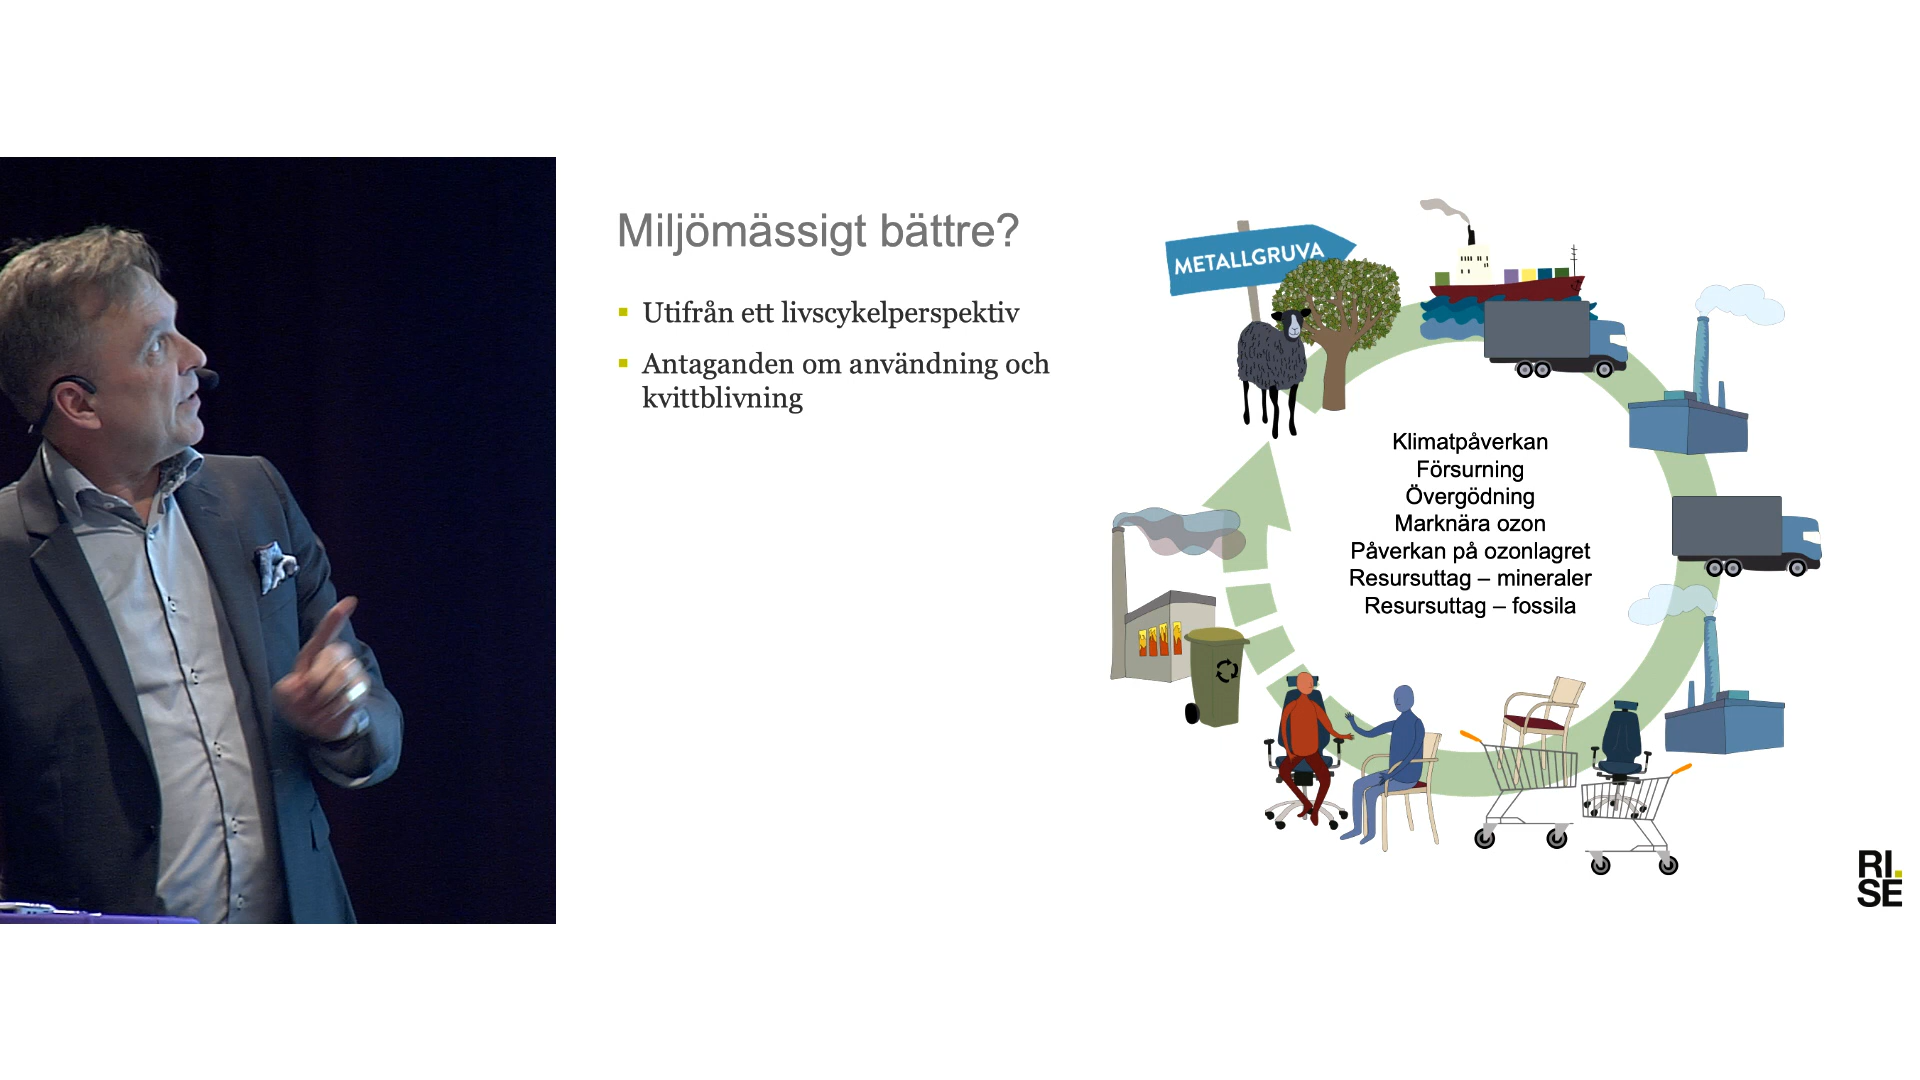 Miljömässigt bättre?
Utifrån ett livscykelperspektiv
Antaganden om användning och
kvittblivning
METALLGRUVA
Klimatpåverkan
Försurning
Övergödning
Marknära ozon
Påverkan på ozonlagret
Resursuttag – mineraler
Resursuttag – fossila
RI.
SE